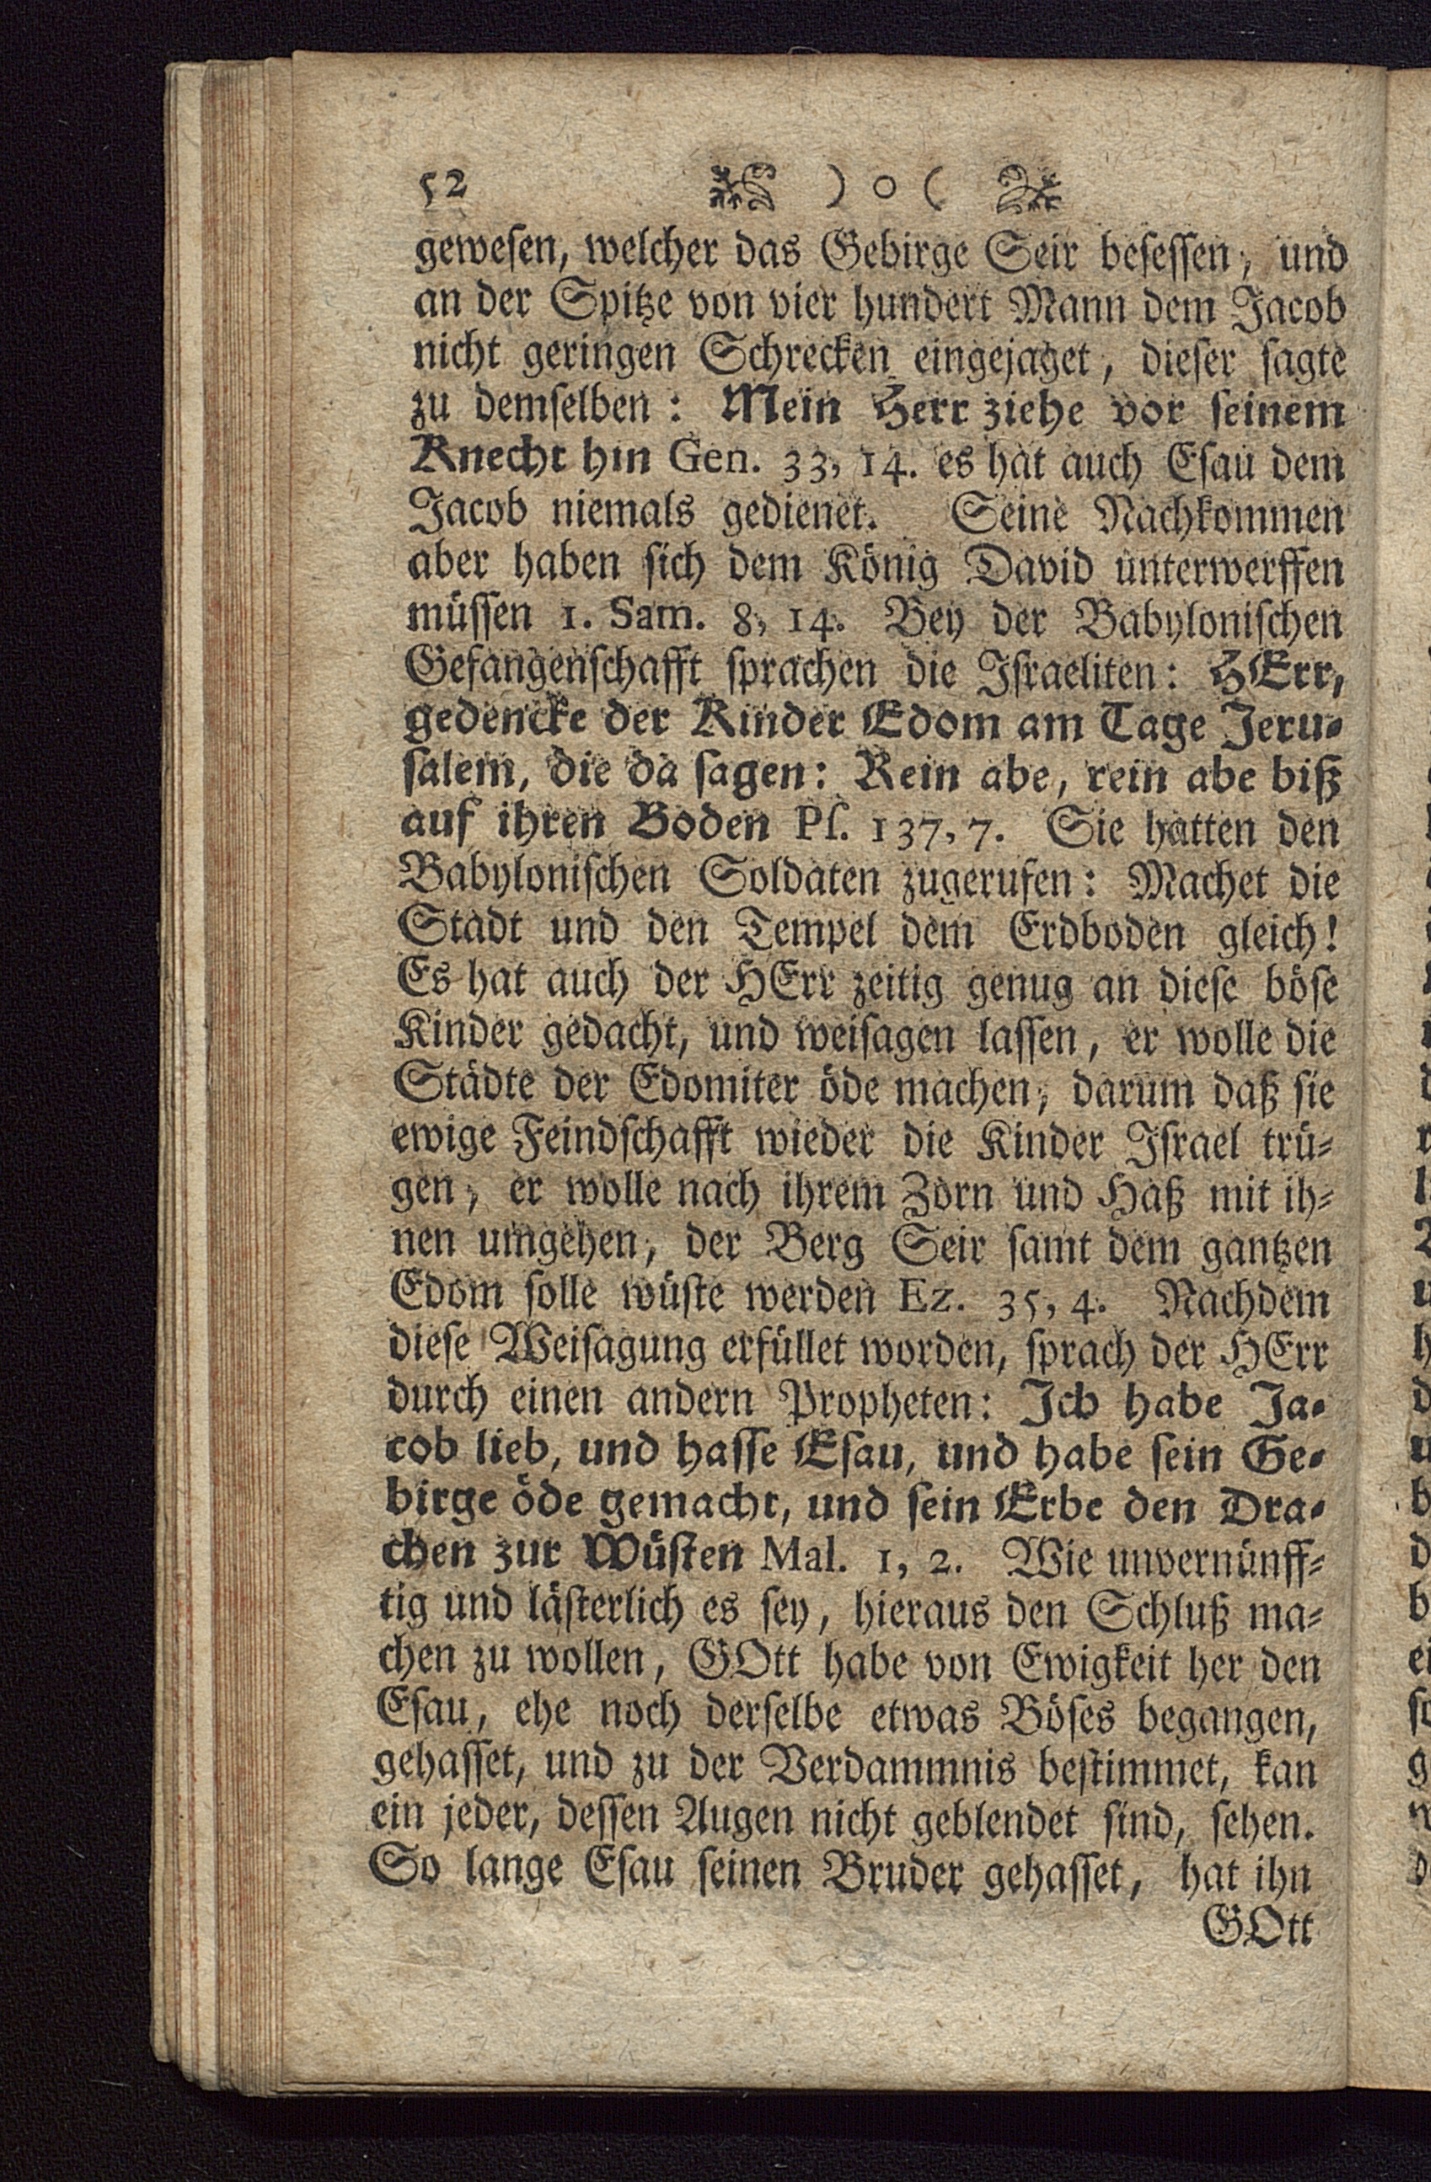 52 ) o (
gewesen, welcher das Gebirge Seir besessen, und
an der Spitze von vier hundert Mann dem Jacob
nicht geringen Schrecken eingejaget, dieser sagte
zu demselben: Mein Herr ziehe vor seinem
Knecht hin Gen. 33, 14. es hat auch Esau dem
Jacob niemals gedienet. Seine Nachkommen
aber haben sich dem König David unterwerffen
müssen 1. Sam. 8, 14. Bey der Babylonischen
Gefangenschafft sprachen die Israeliten: HErr,
gedencke der Kinder Edom am Tage Jeru-
salem, die da sagen: Rein abe, rein abe biß
auf ihren Boden Ps. 137, 7. Sie hatten den
Babylonischen Soldaten zugerufen: Machet die
Stadt und den Tempel dem Erdboden gleich!
Es hat auch der HErr zeitig genug an diese böse
Kinder gedacht, und weisagen lassen, er wolle die
Städte der Edomiter öde machen, darum daß sie
ewige Feindschafft wieder die Kinder Israel trü-
gen, er wolle nach ihrem Zorn und Haß mit ih-
nen umgehen, der Berg Seir samt dem gantzen
Edom solle wüste werden Ez. 35, 4. Nachdem
diese Weisagung erfüllet worden, sprach der HErr
durch einen andern Propheten: Ich habe Ja-
cob lieb, und hasse Esau, und habe sein Ge-
birge öde gemacht, und sein Erbe den Dra-
chen zur Wüsten Mal. 1, 2. Wie unvernünff-
tig und lästerlich es sey, hieraus den Schluß ma-
chen zu wollen, GOtt habe von Ewigkeit her den
Esau, ehe noch derselbe etwas Böses begangen,
gehasset, und zu der Verdammnis bestimmet, kan
ein jeder, dessen Augen nicht geblendet sind, sehen.
So lange Esau seinen Bruder gehasset, hat ihn
GOtt